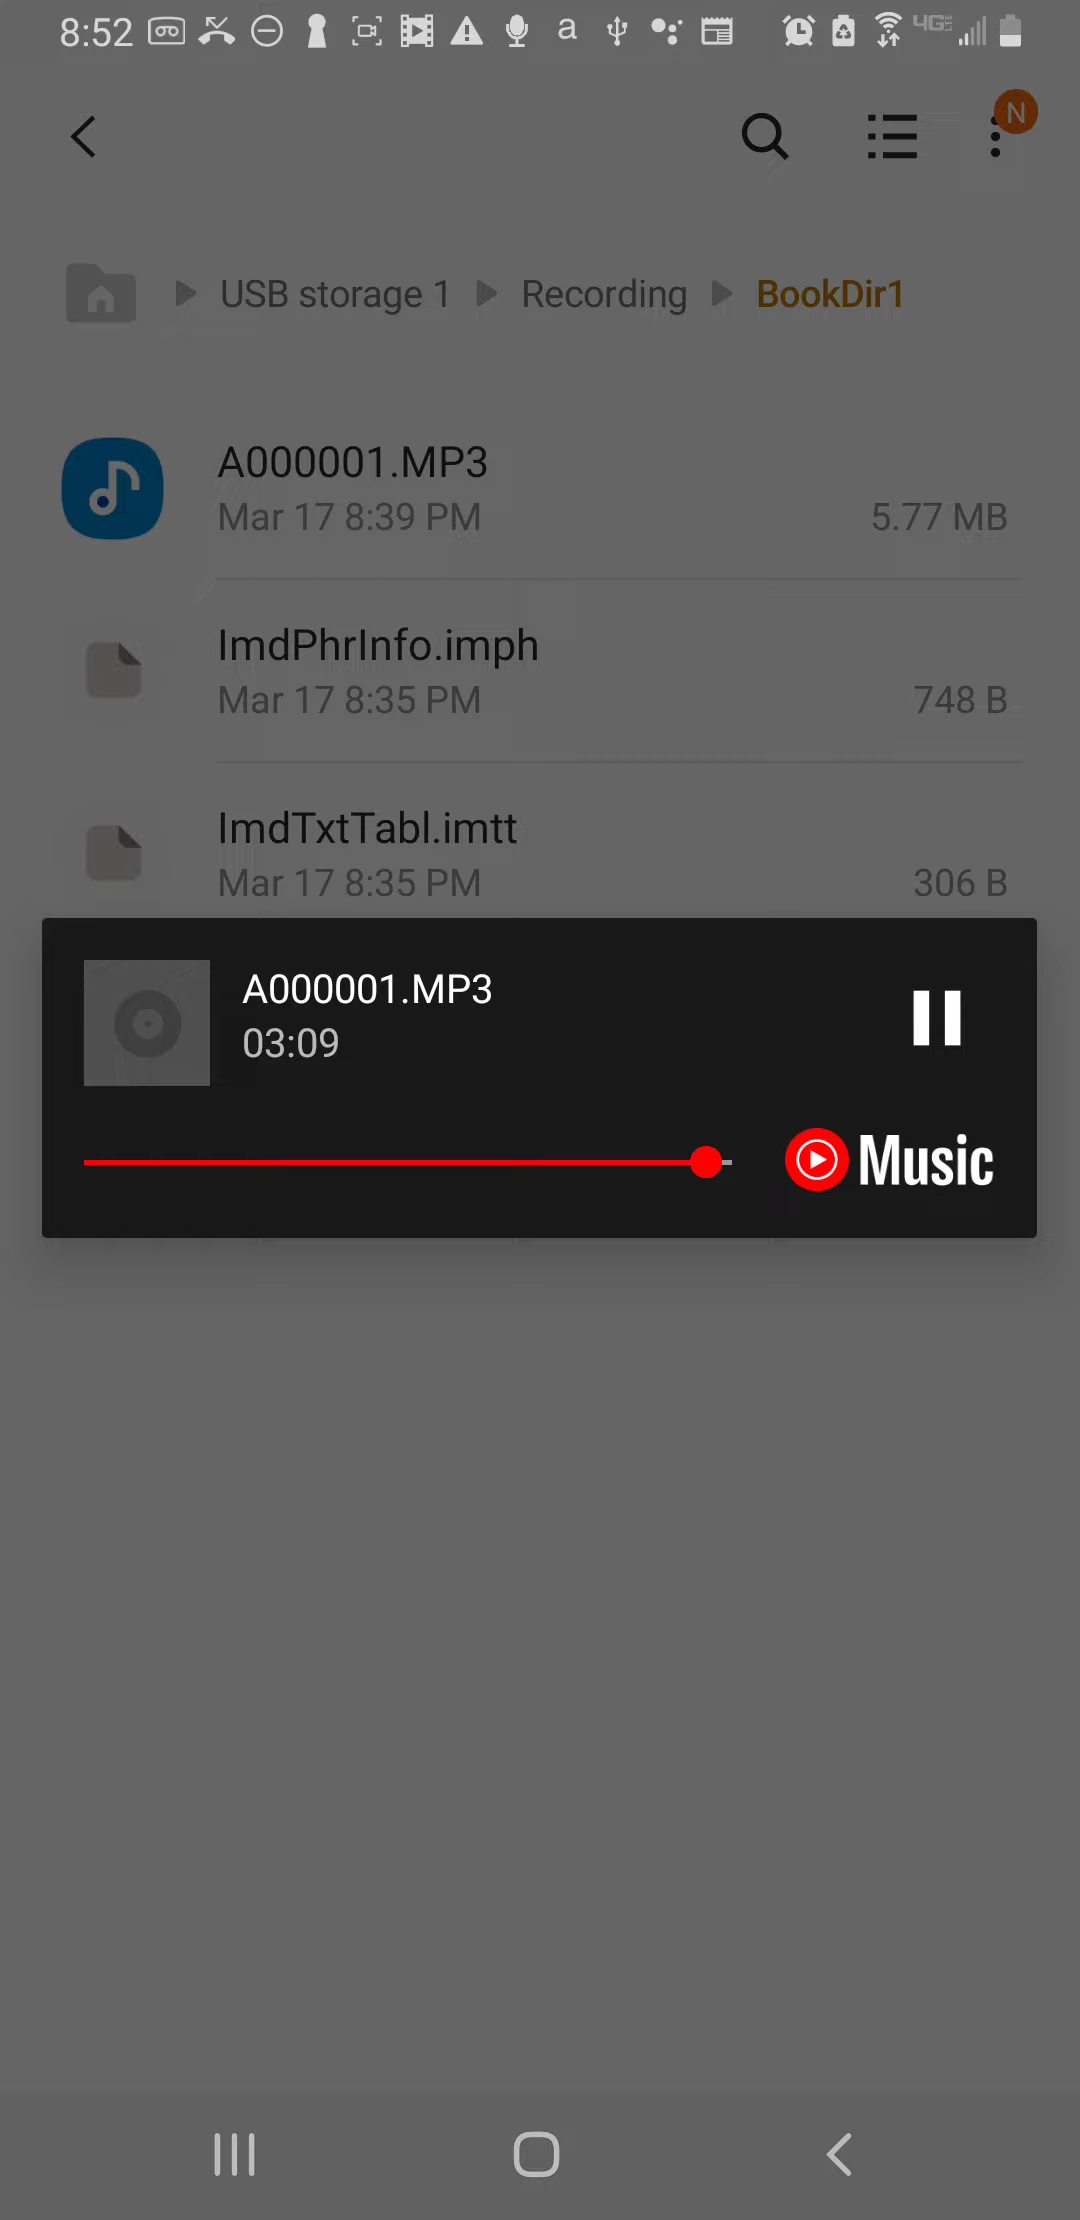 8:52 a 4G LTE
N
USB storage 1 Recording BookDir1
A000001.MP3
Mar 17 8:39 PM 5.77 MB
ImdPhrInfo.imph
Mar 17 8:35 PM 748 B
ImdTxtTabl.imtt
Mar 17 8:35 PM 306 B
A000001.MP3
03:09
Music